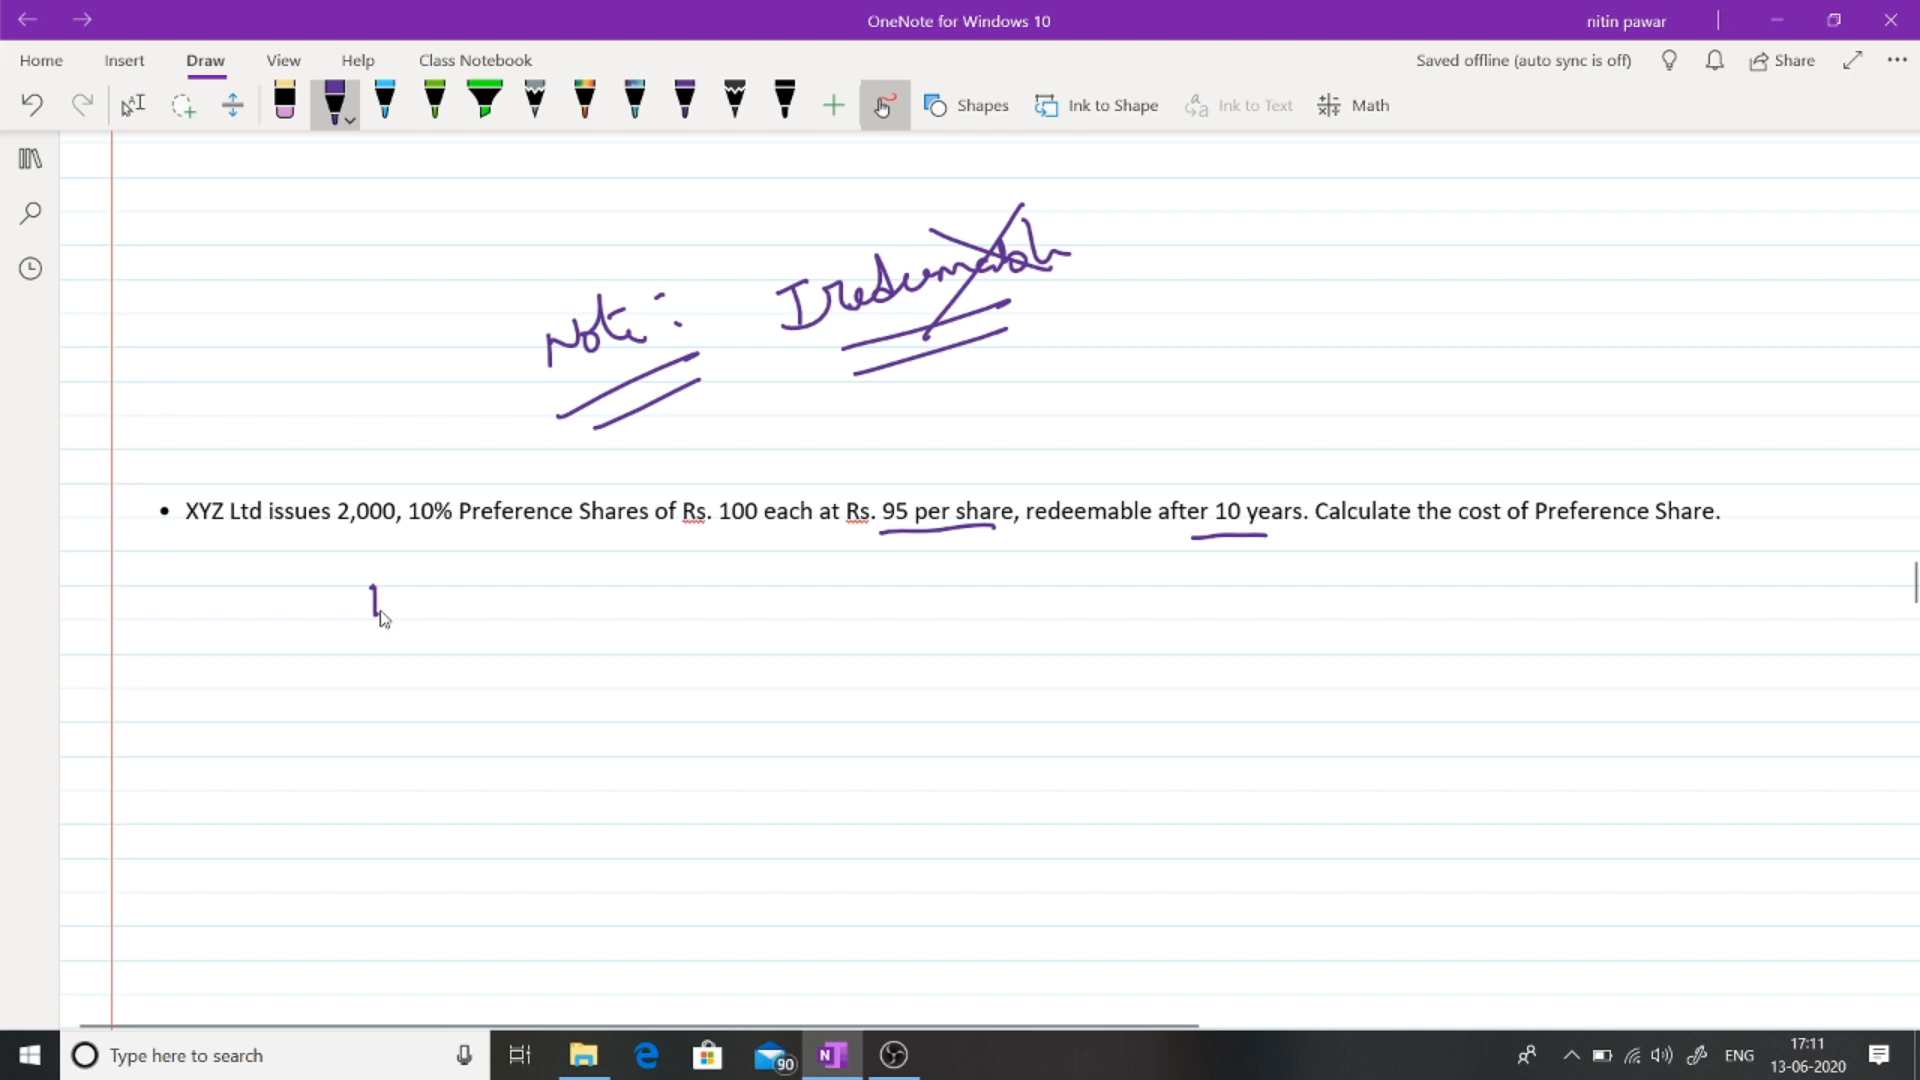 OneNote for Windows 10
nitin pawar
Home Insert Draw View Help Class Notebook
Saved offline (auto sync is off) Share
Shapes Ink to Shape Ink to Text Math
Note :
XYZ Ltd issues 2,000, 10% Preference Shares of Rs. 100 each at Rs. 95 per share, redeemable after 10 years. Calculate the cost of Preference Share.
Type here to search
90
ENG
17:11
13-06-2020